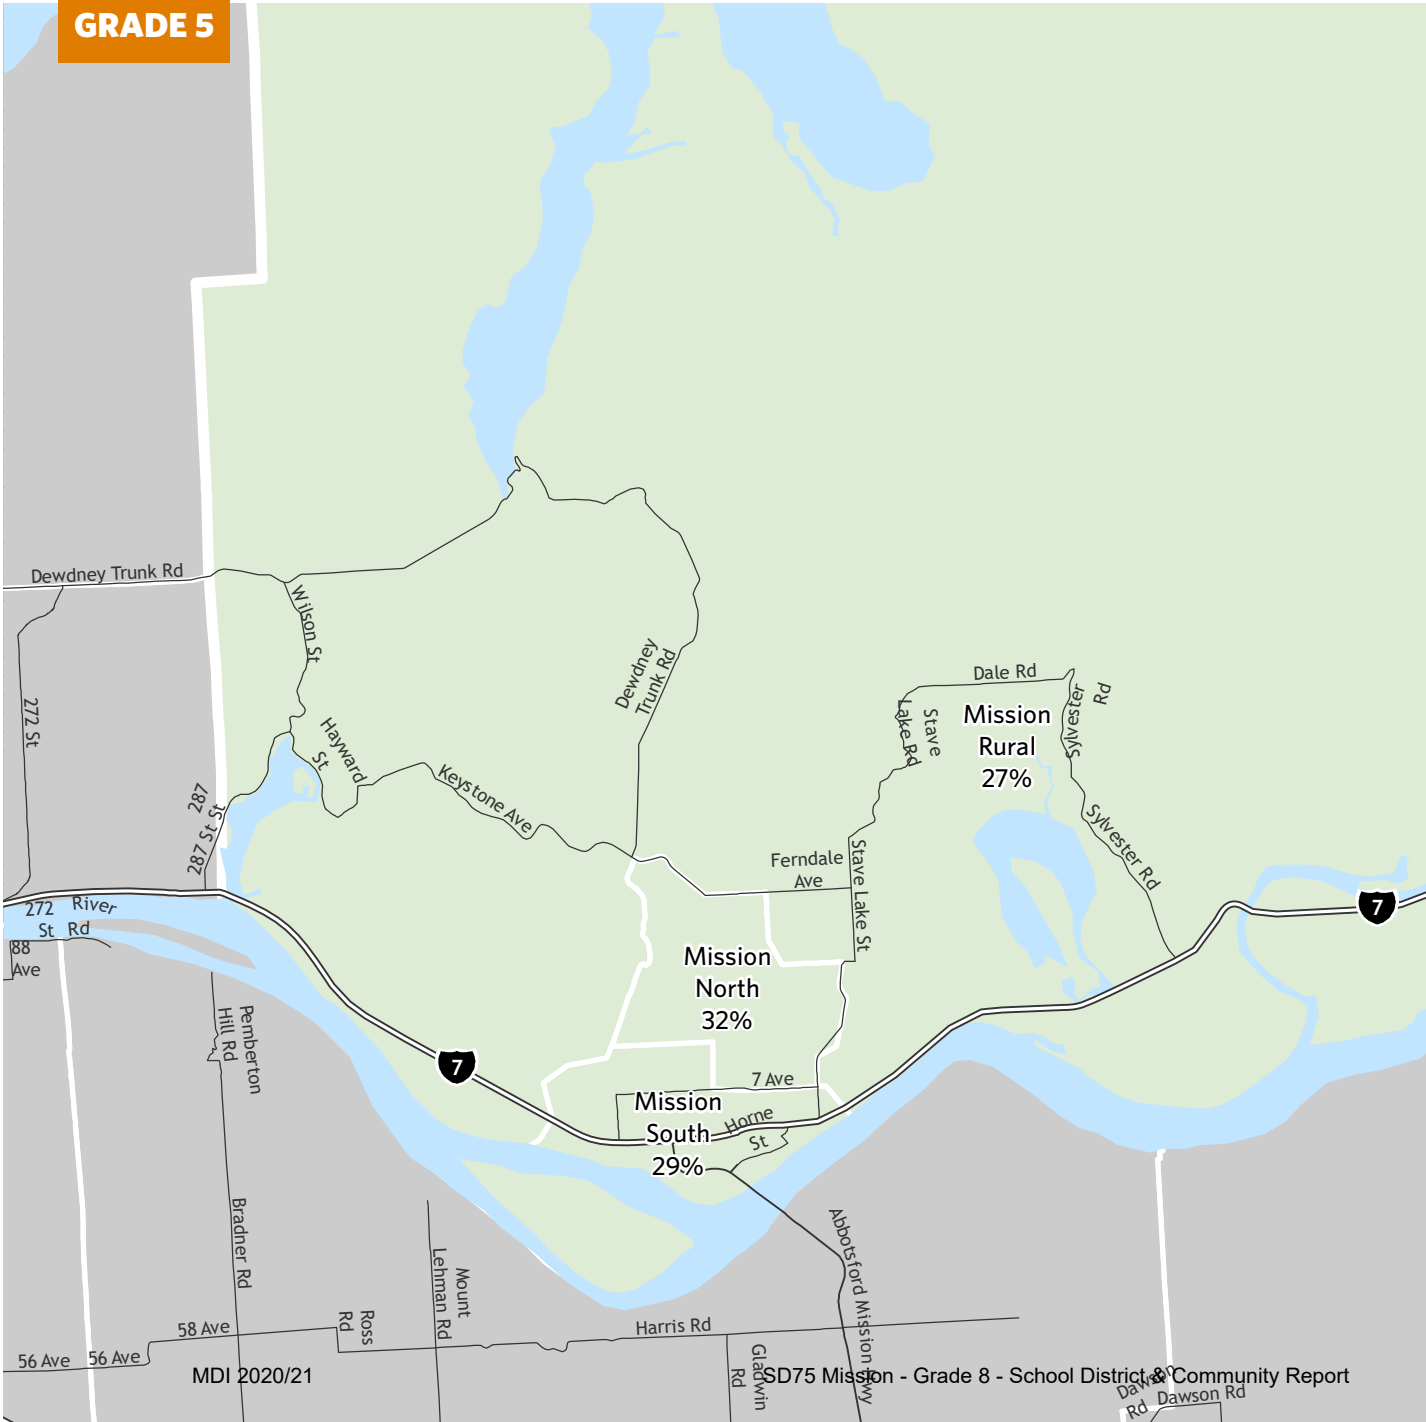 GRADE 5
Dewdney Trunk Rd
Wilson St
272 St
Dewdney
Trunk Rd
Dale Rd
Stave
Lake Rd
Sylvester
Rd
Mission
Rural
27%
Hayward
St
Keystone Ave
287
287 St St
Sylvester Rd
Ferndale
Ave
Stave Lake St
272 River
St Rd
7
88
Ave
Mission
North
32%
Pemberton
Hill Rd
7
7 Ave
Mission
South
29%
Horne
St
Bradner Rd
Mount
Lehman Rd
Abbotsford Mission Hwy
Ross
Rd
58 Ave
Harris Rd
56 Ave
56 Ave
Gladwin
Rd
MDI 2020/21
SD75 Mission - Grade 8 - School District & Community Report
Dawson
Rd
Dawson Rd